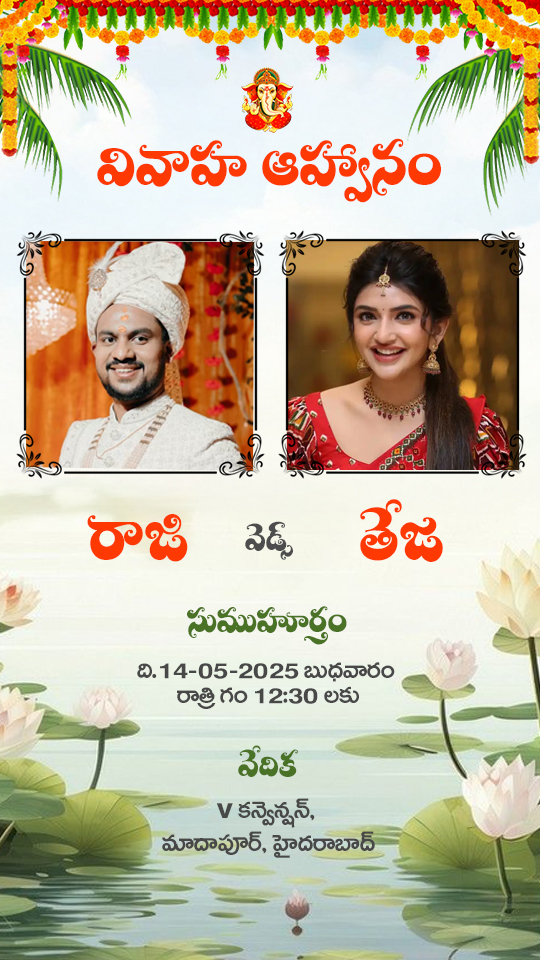 వివాహ ఆహ్వానం
రాజి వెడ్స్ తేజ
సుముహూర్తం
ది.14-05-2025 బుధవారం
రాత్రి గం 12:30 లకు
వేదిక
V కన్వెన్షన్,
మాదాపూర్, హైదరాబాద్